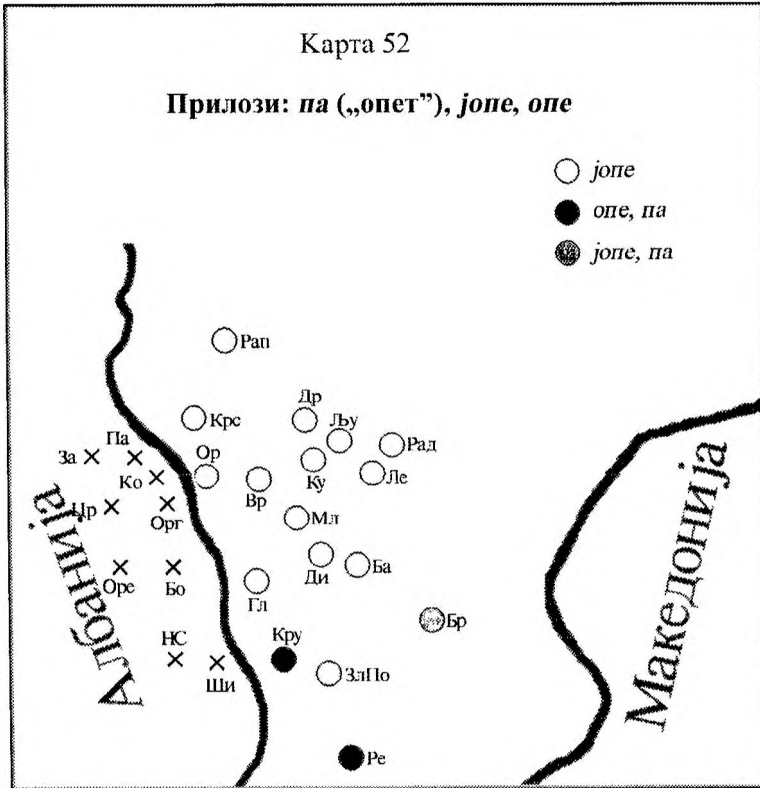 Карта 52
Прилози: па („опет”), јопе, опе
јопе
опе, па
јопе, па
Рап
Крс
Др
Љу
Рад
Па
За
Ор
Ко
Ку
Ле
Вр
Цр
Орг
Мл
Оре
Бо
Ди
Ба
Гл
Бр
НС
Кру
Ши
ЗлПо
Ре
Албанија
Македонија